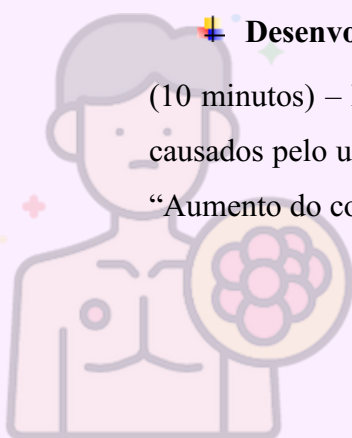 Desenvo
(10 minutos) –
causados pelo u
“Aumento do co